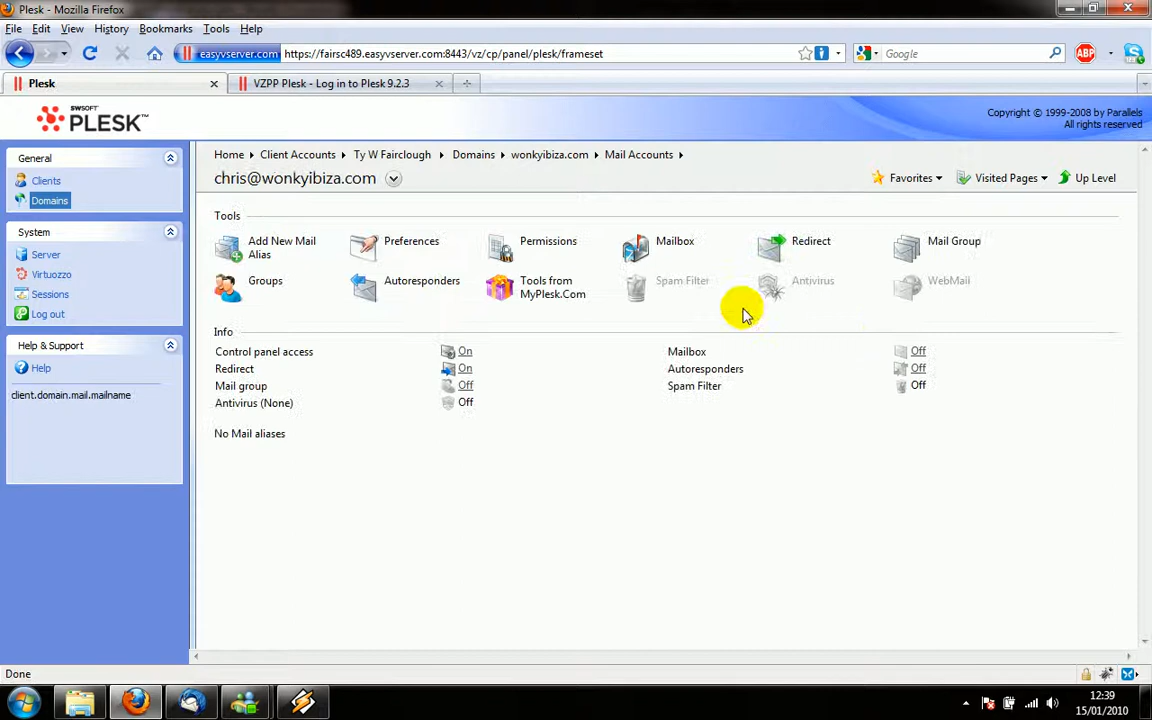 Plesk - Mozilla Firefox
File Edit View History Bookmarks Tools Help
easyvserver.com https://fairsc489.easyvserver.com:8443/vz/cp/panel/plesk/frameset
Google
ABP
Plesk
VZPP Plesk - Log in to Plesk 9.2.3
SWSOFT
PLESK™
Copyright © 1999-2008 by Parallels
All rights reserved
General
Clients
Domains
System
Server
Virtuozzo
Sessions
Log out
Help & Support
Help
client.domain.mail.mailname
Home Client Accounts Ty W Fairclough Domains wonkyibiza.com Mail Accounts
chris@wonkyibiza.com
Favorites Visited Pages Up Level
Tools
Add New Mail
Alias
Preferences
Permissions
Mailbox
Redirect
Mail Group
Groups
Autoresponders
Tools from
MyPlesk.Com
Spam Filter
Antivirus
WebMail
Info
Control panel access On
Mailbox Off
Redirect On
Autoresponders Off
Mail group Off
Spam Filter Off
Antivirus (None) Off
No Mail aliases
Done
12:39
15/01/2010